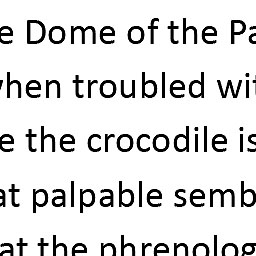 e Dome of the Pa
when troubled wit
e the crocodile is
at palpable semb
at the phrenolog